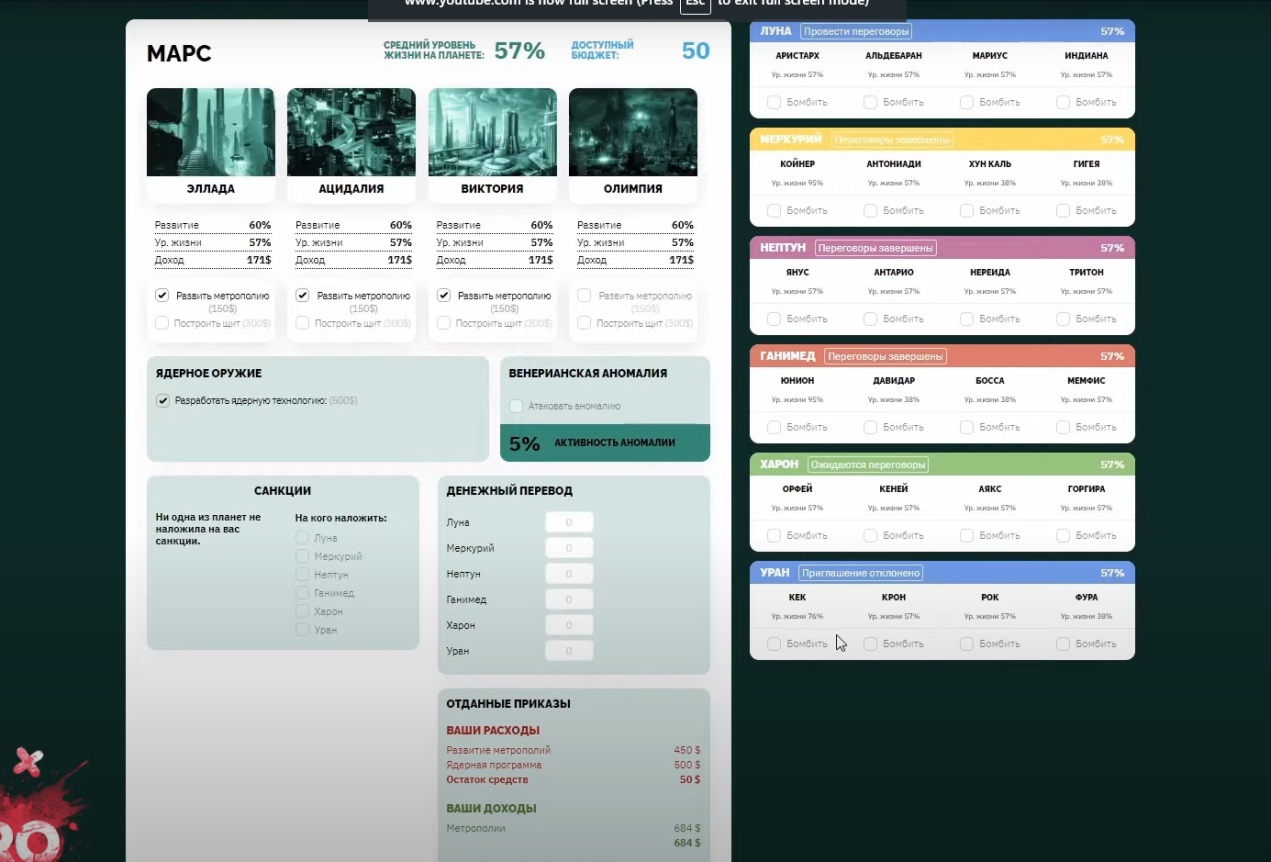 www.youtube.com is now full screen (Press Esc to exit full screen mode)
МАРС
СРЕДНИЙ УРОВЕНЬ
ЖИЗНИ НА ПЛАНЕТЕ: 57%
ДОСТУПНЫЙ
БЮДЖЕТ: 50
ЭЛЛАДА
АЦИДАЛИЯ
ВИКТОРИЯ
ОЛИМПИЯ
Развитие 60%
Ур. жизни 57%
Доход 171$
Развитие 60%
Ур. жизни 57%
Доход 171$
Развитие 60%
Ур. жизни 57%
Доход 171$
Развитие 60%
Ур. жизни 57%
Доход 171$
Развить метрополию
(150$)
Построить щит (300$)
Развить метрополию
(150$)
Построить щит (300$)
Развить метрополию
(150$)
Построить щит (300$)
Развить метрополию
(150$)
Построить щит (300$)
ЯДЕРНОЕ ОРУЖИЕ
Разработать ядерную технологию: (500$)
ВЕНЕРИАНСКАЯ АНОМАЛИЯ
Атаковать аномалию
5% АКТИВНОСТЬ АНОМАЛИИ
САНКЦИИ
Ни одна из планет не
наложила на вас
санкции.
На кого наложить:
Луна
Меркурий
Нептун
Ганимед
Харон
Уран
ДЕНЕЖНЫЙ ПЕРЕВОД
Луна 0
Меркурий 0
Нептун 0
Ганимед 0
Харон 0
Уран 0
ОТДАННЫЕ ПРИКАЗЫ
ВАШИ РАСХОДЫ
Развитие метрополий 450 $
Ядерная программа 500 $
Остаток средств 50 $
ВАШИ ДОХОДЫ
Метрополии 684 $
684 $
ЛУНА Провести переговоры 57%
АРИСТАРХ АЛЬДЕБАРАН МАРИУС ИНДИАНА
Ур. жизни 57% Ур. жизни 57% Ур. жизни 57% Ур. жизни 57%
Бомбить Бомбить Бомбить Бомбить
МЕРКУРИЙ Переговоры завершены 57%
КОЙНЕР АНТОНИАДИ ХУН КАЛЬ ГИГЕЯ
Ур. жизни 95% Ур. жизни 57% Ур. жизни 38% Ур. жизни 38%
Бомбить Бомбить Бомбить Бомбить
НЕПТУН Переговоры завершены 57%
ЯНУС АНТАРИО НЕРЕИДА ТРИТОН
Ур. жизни 57% Ур. жизни 57% Ур. жизни 57% Ур. жизни 57%
Бомбить Бомбить Бомбить Бомбить
ГАНИМЕД Переговоры завершены 57%
ЮНИОН ДАВИДАР БОССА МЕМФИС
Ур. жизни 95% Ур. жизни 38% Ур. жизни 38% Ур. жизни 57%
Бомбить Бомбить Бомбить Бомбить
ХАРОН Ожидаются переговоры 57%
ОРФЕЙ КЕНЕЙ АЯКС ГОРГИРА
Ур. жизни 57% Ур. жизни 57% Ур. жизни 57% Ур. жизни 57%
Бомбить Бомбить Бомбить Бомбить
УРАН Приглашение отклонено 57%
КЕК КРОН РОК ФУРА
Ур. жизни 76% Ур. жизни 57% Ур. жизни 57% Ур. жизни 38%
Бомбить Бомбить Бомбить Бомбить